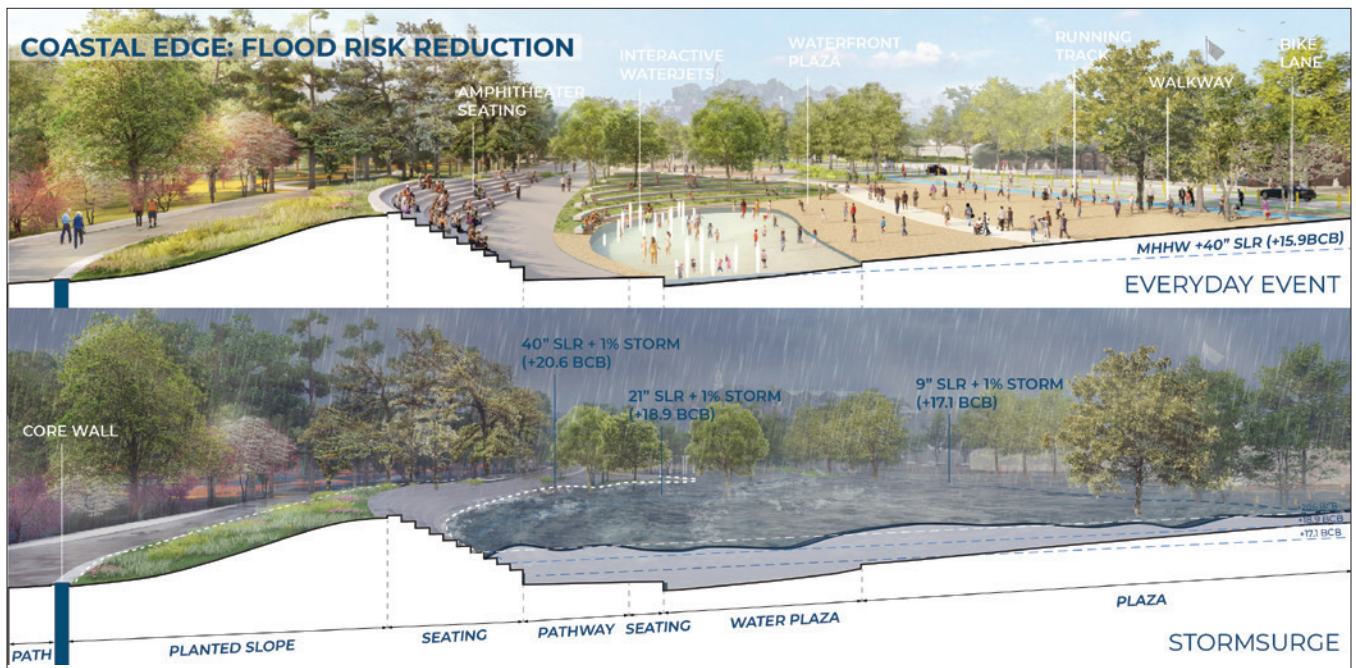 COASTAL EDGE: FLOOD RISK REDUCTION
AMPHITHEATER
SEATING
INTERACTIVE
WATERJETS
WATERFRONT
PLAZA
RUNNING
TRACK
WALKWAY
BIKE
LANE
MHHW +40" SLR (+15.9BCB)
EVERYDAY EVENT
CORE WALL
40" SLR + 1% STORM
(+20.6 BCB)
21" SLR + 1% STORM
(+18.9 BCB)
9" SLR + 1% STORM
(+17.1 BCB)
+18.9 BCB
+17.1 BCB
PATH
PLANTED SLOPE
SEATING
PATHWAY
SEATING
WATER PLAZA
PLAZA
STORMSURGE